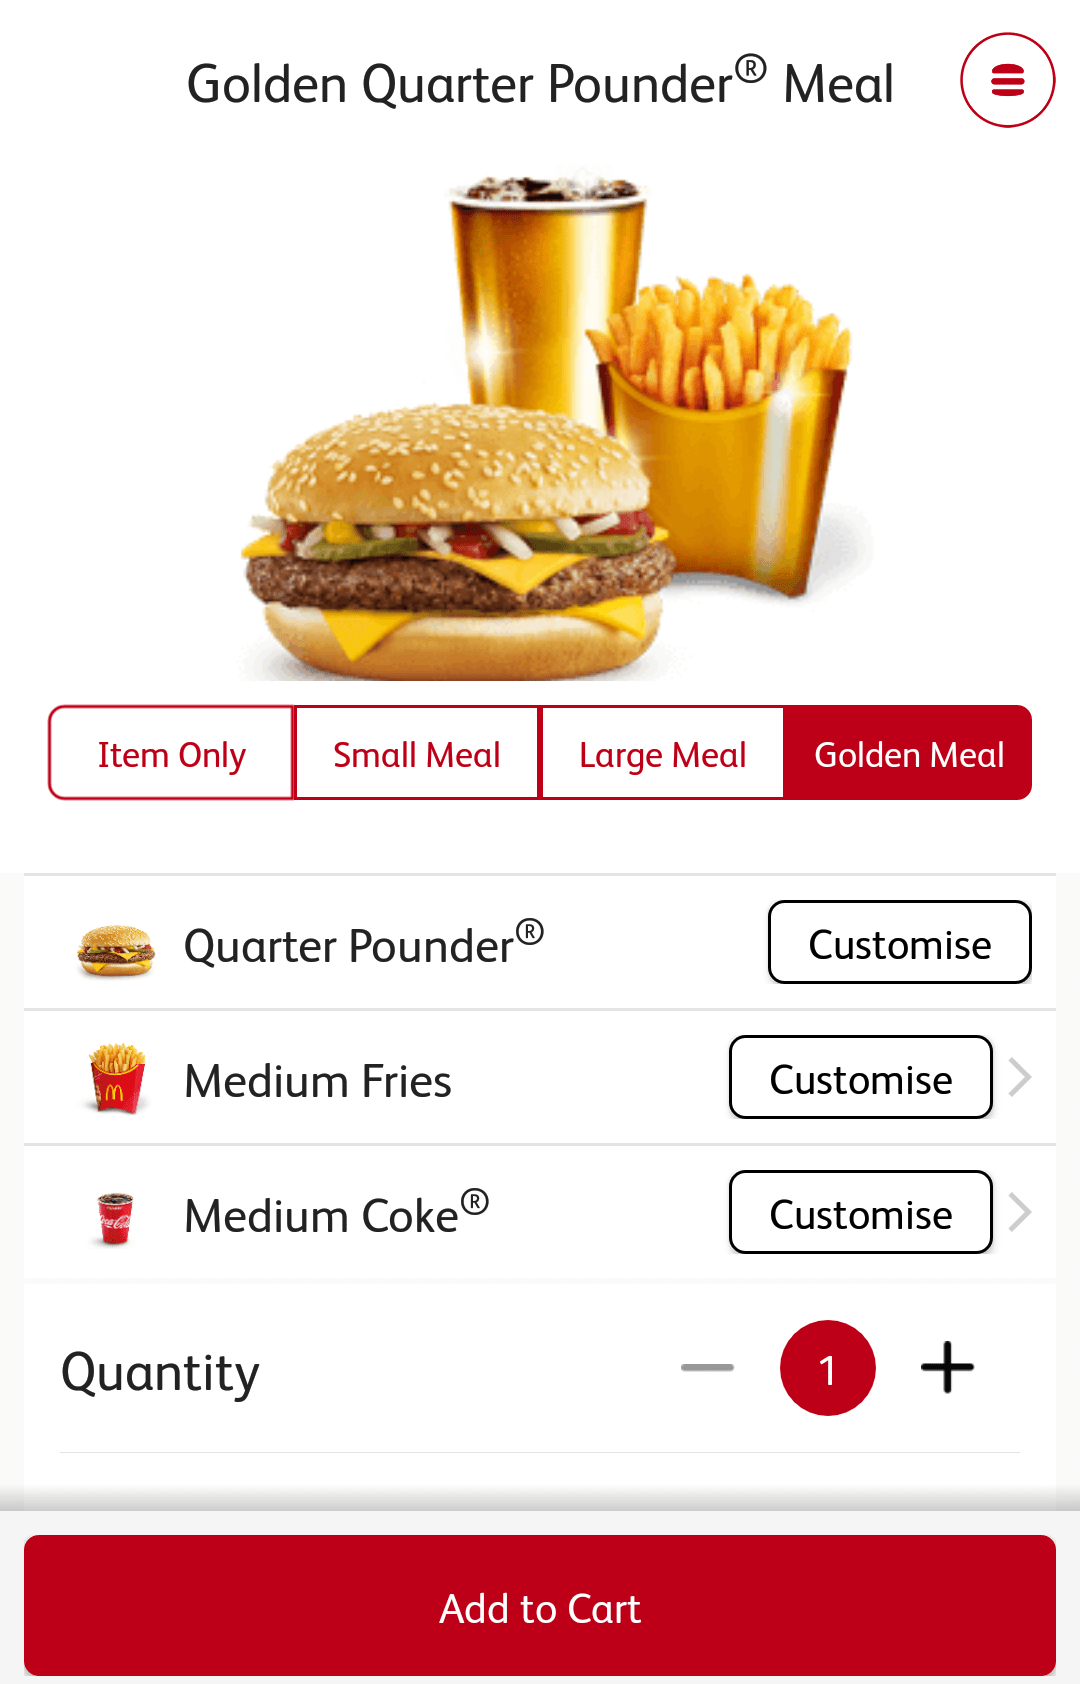 Golden Quarter Pounder® Meal
Item Only
Small Meal
Large Meal
Golden Meal
Quarter Pounder®
Customise
Medium Fries
Customise
Medium Coke®
Customise
Quantity
1
Add to Cart